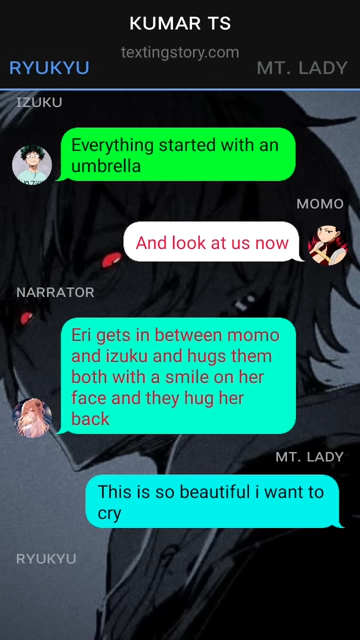 KUMAR TS
textingstory.com
RYUKYU
MT. LADY
IZUKU
Everything started with an
umbrella
MOMO
And look at us now
NARRATOR
Eri gets in between momo
and izuku and hugs them
both with a smile on her
face and they hug her
back
MT. LADY
This is so beautiful i want to
cry
RYUKYU